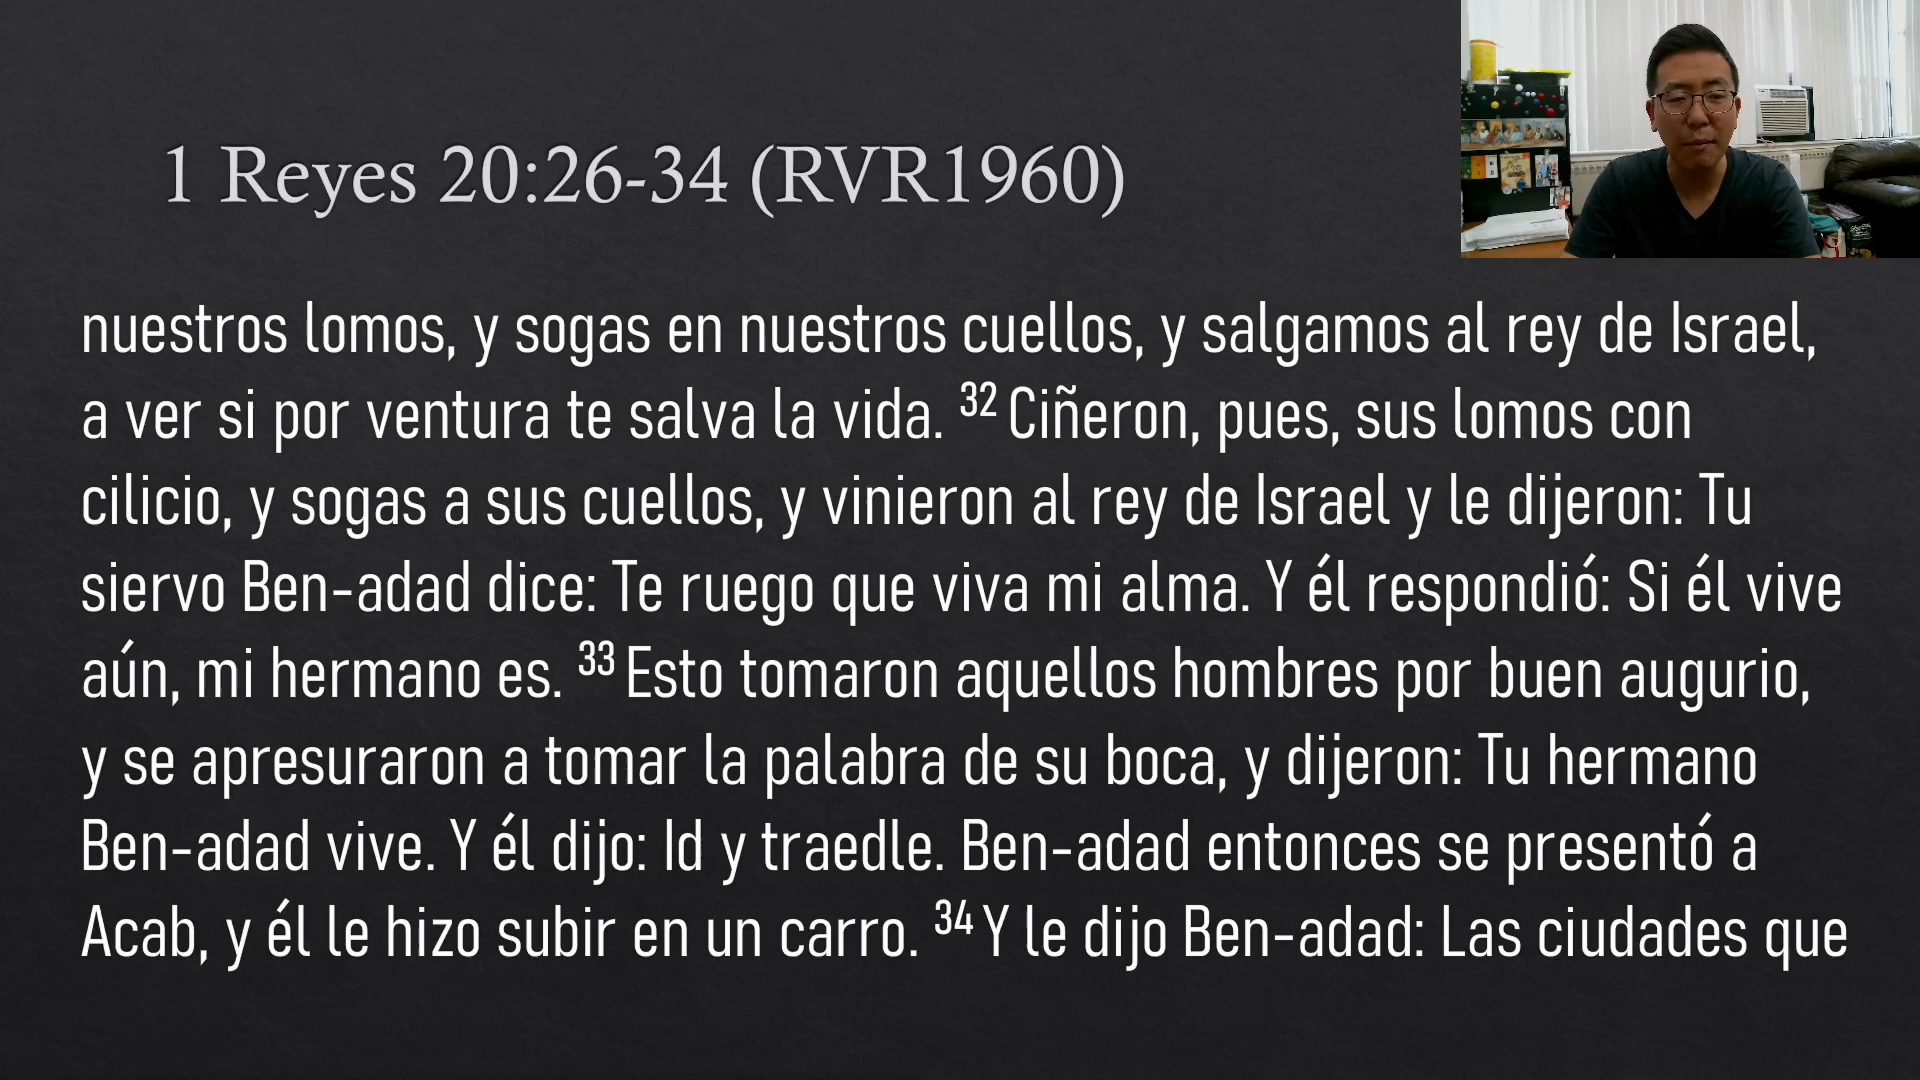 1 Reyes 20:26-34 (RVR1960)
nuestros lomos, y sogas en nuestros cuellos, y salgamos al rey de Israel,
a ver si por ventura te salva la vida. 32 Ciñeron, pues, sus lomos con
cilicio, y sogas a sus cuellos, y vinieron al rey de Israel y le dijeron: Tu
siervo Ben-adad dice: Te ruego que viva mi alma. Y él respondió: Si él vive
aún, mi hermano es. 33 Esto tomaron aquellos hombres por buen augurio,
y se apresuraron a tomar la palabra de su boca, y dijeron: Tu hermano
Ben-adad vive. Y él dijo: Id y traedle. Ben-adad entonces se presentó a
Acab, y él le hizo subir en un carro. 34 Y le dijo Ben-adad: Las ciudades que